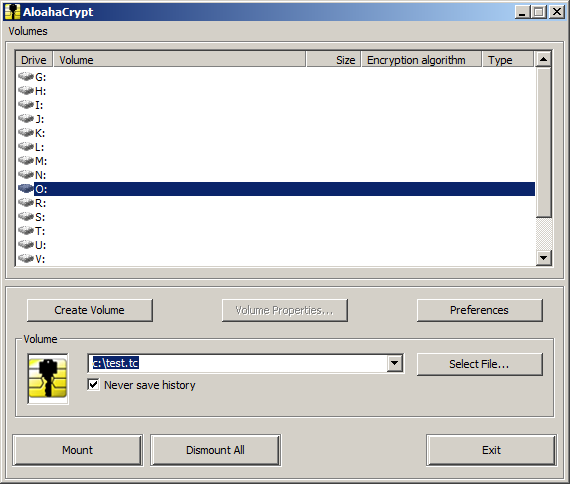 AloahaCrypt
Volumes
Drive Volume Size Encryption algorithm Type
G:
H:
I:
J:
K:
L:
M:
N:
O:
R:
S:
T:
U:
V:
Create Volume Volume Properties... Preferences
Volume
c:\test.tc Select File...
Never save history
Mount Dismount All Exit